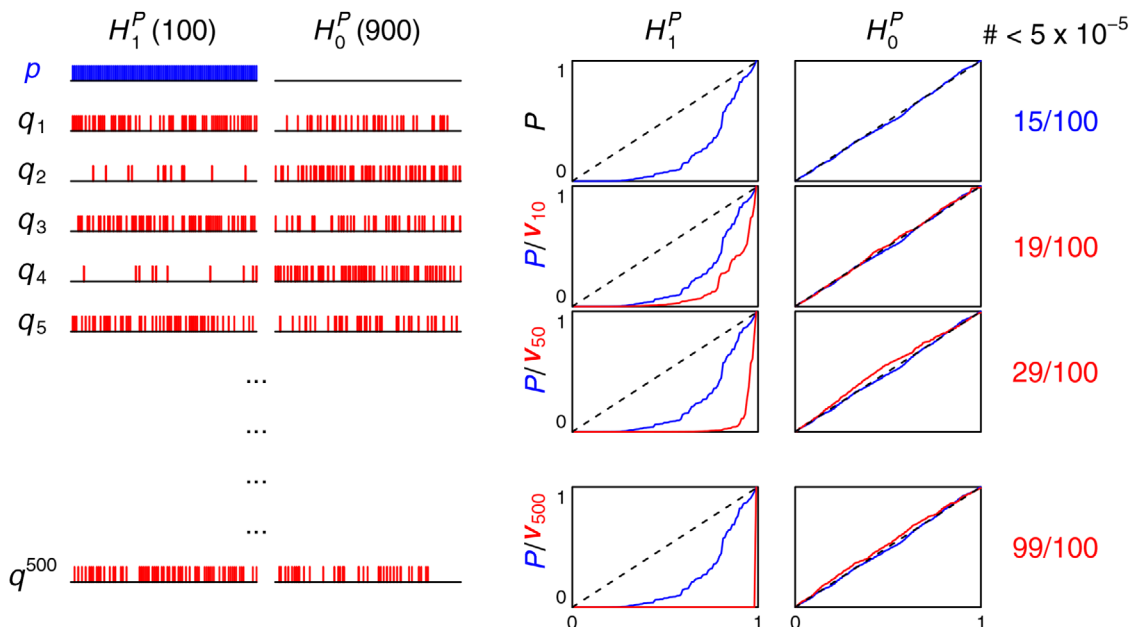 H₁ᴾ (100) H₀ᴾ (900)
p
q₁
q₂
q₃
q₄
q₅
...
...
...
...
q⁵⁰⁰
H₁ᴾ H₀ᴾ # < 5 x 10⁻⁵
1
P
0
15/100
1
P/v₁₀
0
19/100
1
P/v₅₀
0
29/100
1
P/v₅₀₀
0
99/100
0 1 0 1